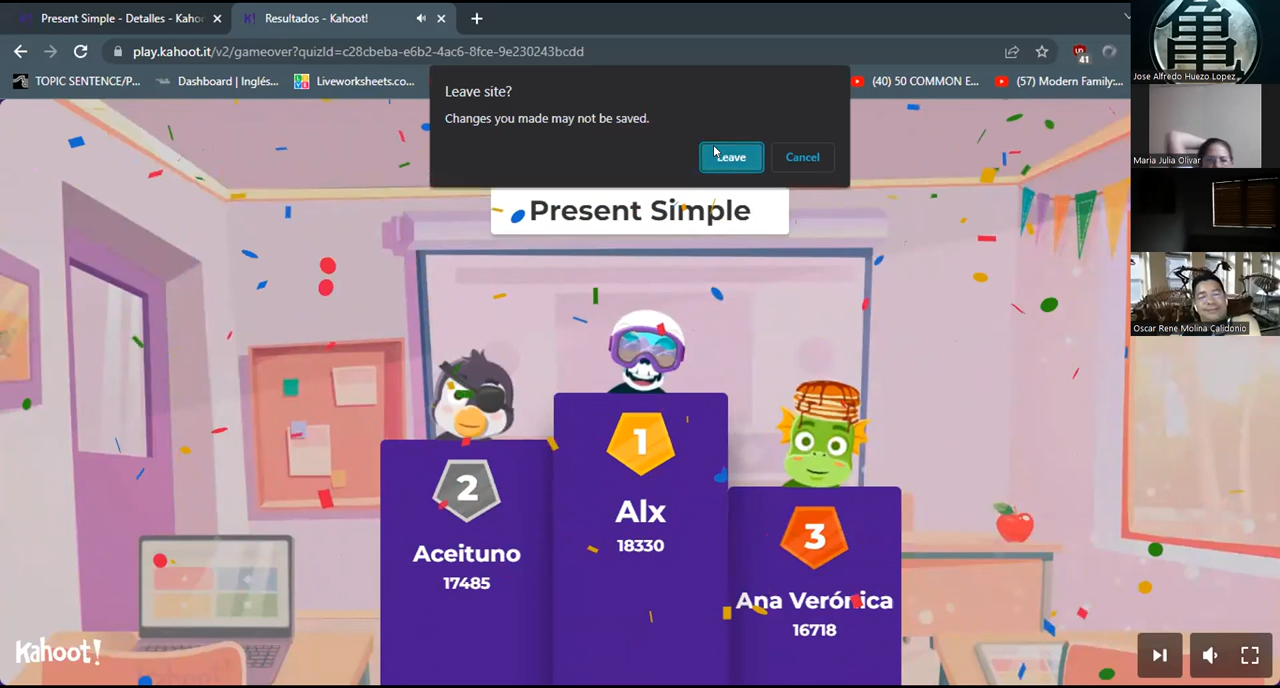 Present Simple - Detalles - Kahoo
Resultados - Kahoot!
play.kahoot.it/v2/gameover?quizId=c28cbeba-e6b2-4ac6-8fce-9e230243bcdd
41
TOPIC SENTENCE/P...
Dashboard | Inglés...
Liveworksheets.co...
(40) 50 COMMON E...
(57) Modern Family:...
Leave site?
Changes you made may not be saved.
Leave
Cancel
Present Simple
1
Alx
18330
2
Aceituno
17485
3
Ana Verónica
16718
Kahoot!
Jose Alfredo Huezo Lopez
Maria Julia Olivar
Oscar Rene Molina Calidonio